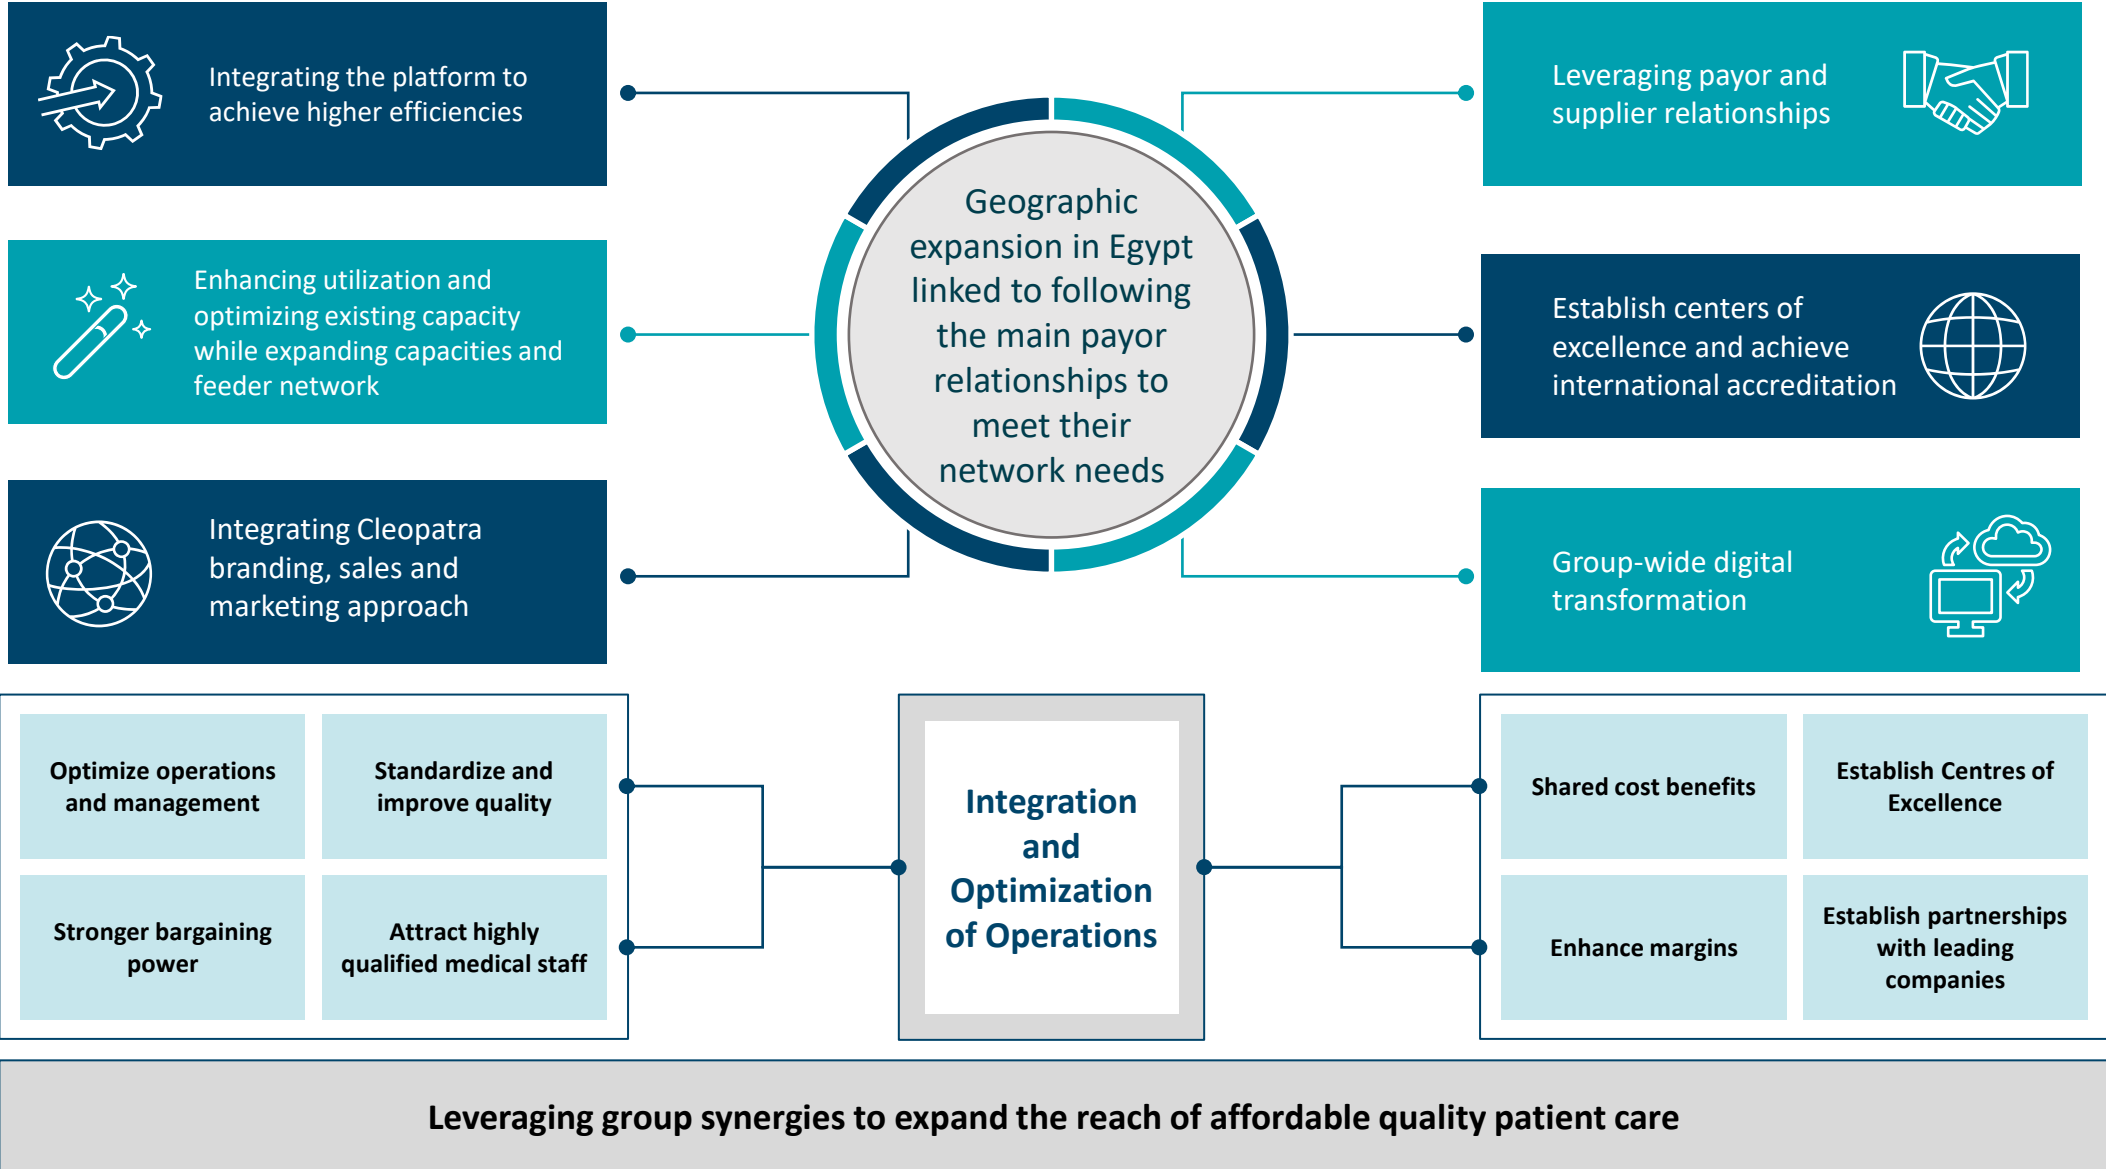 Integrating the platform to
achieve higher efficiencies
Enhancing utilization and
optimizing existing capacity
while expanding capacities and
feeder network
Integrating Cleopatra
branding, sales and
marketing approach
Geographic
expansion in Egypt
linked to following
the main payor
relationships to
meet their
network needs
Leveraging payor and
supplier relationships
Establish centers of
excellence and achieve
international accreditation
Group-wide digital
transformation
Optimize operations
and management
Standardize and
improve quality
Stronger bargaining
power
Attract highly
qualified medical staff
Integration
and
Optimization
of Operations
Shared cost benefits
Establish Centres of
Excellence
Enhance margins
Establish partnerships
with leading
companies
Leveraging group synergies to expand the reach of affordable quality patient care